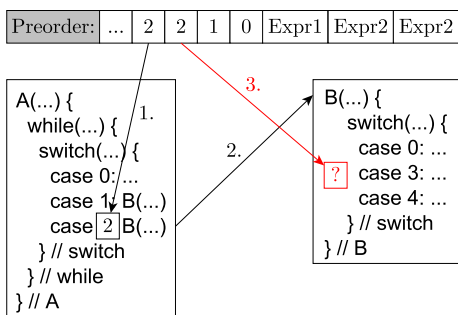 Preorder: ... 2 2 1 0 Expr1 Expr2 Expr2
1.
2.
3.
A(...) {
while(...) {
switch(...) {
case 0: ...
case 1: B(...)
case 2 B(...)
} // switch
} // while
} // A
B(...) {
switch(...) {
case 0: ...
? case 3: ...
case 4: ...
} // switch
} // B